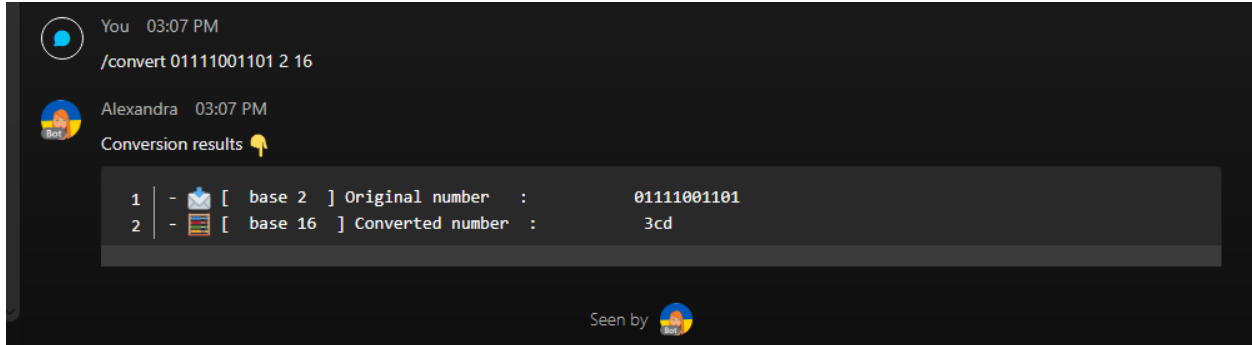 You 03:07 PM
/convert 01111001101 2 16
Alexandra 03:07 PM
Bot
Conversion results 👇
1 - 📩 [ base 2 ] Original number : 01111001101
2 - 🧮 [ base 16 ] Converted number : 3cd
Seen by
Bot